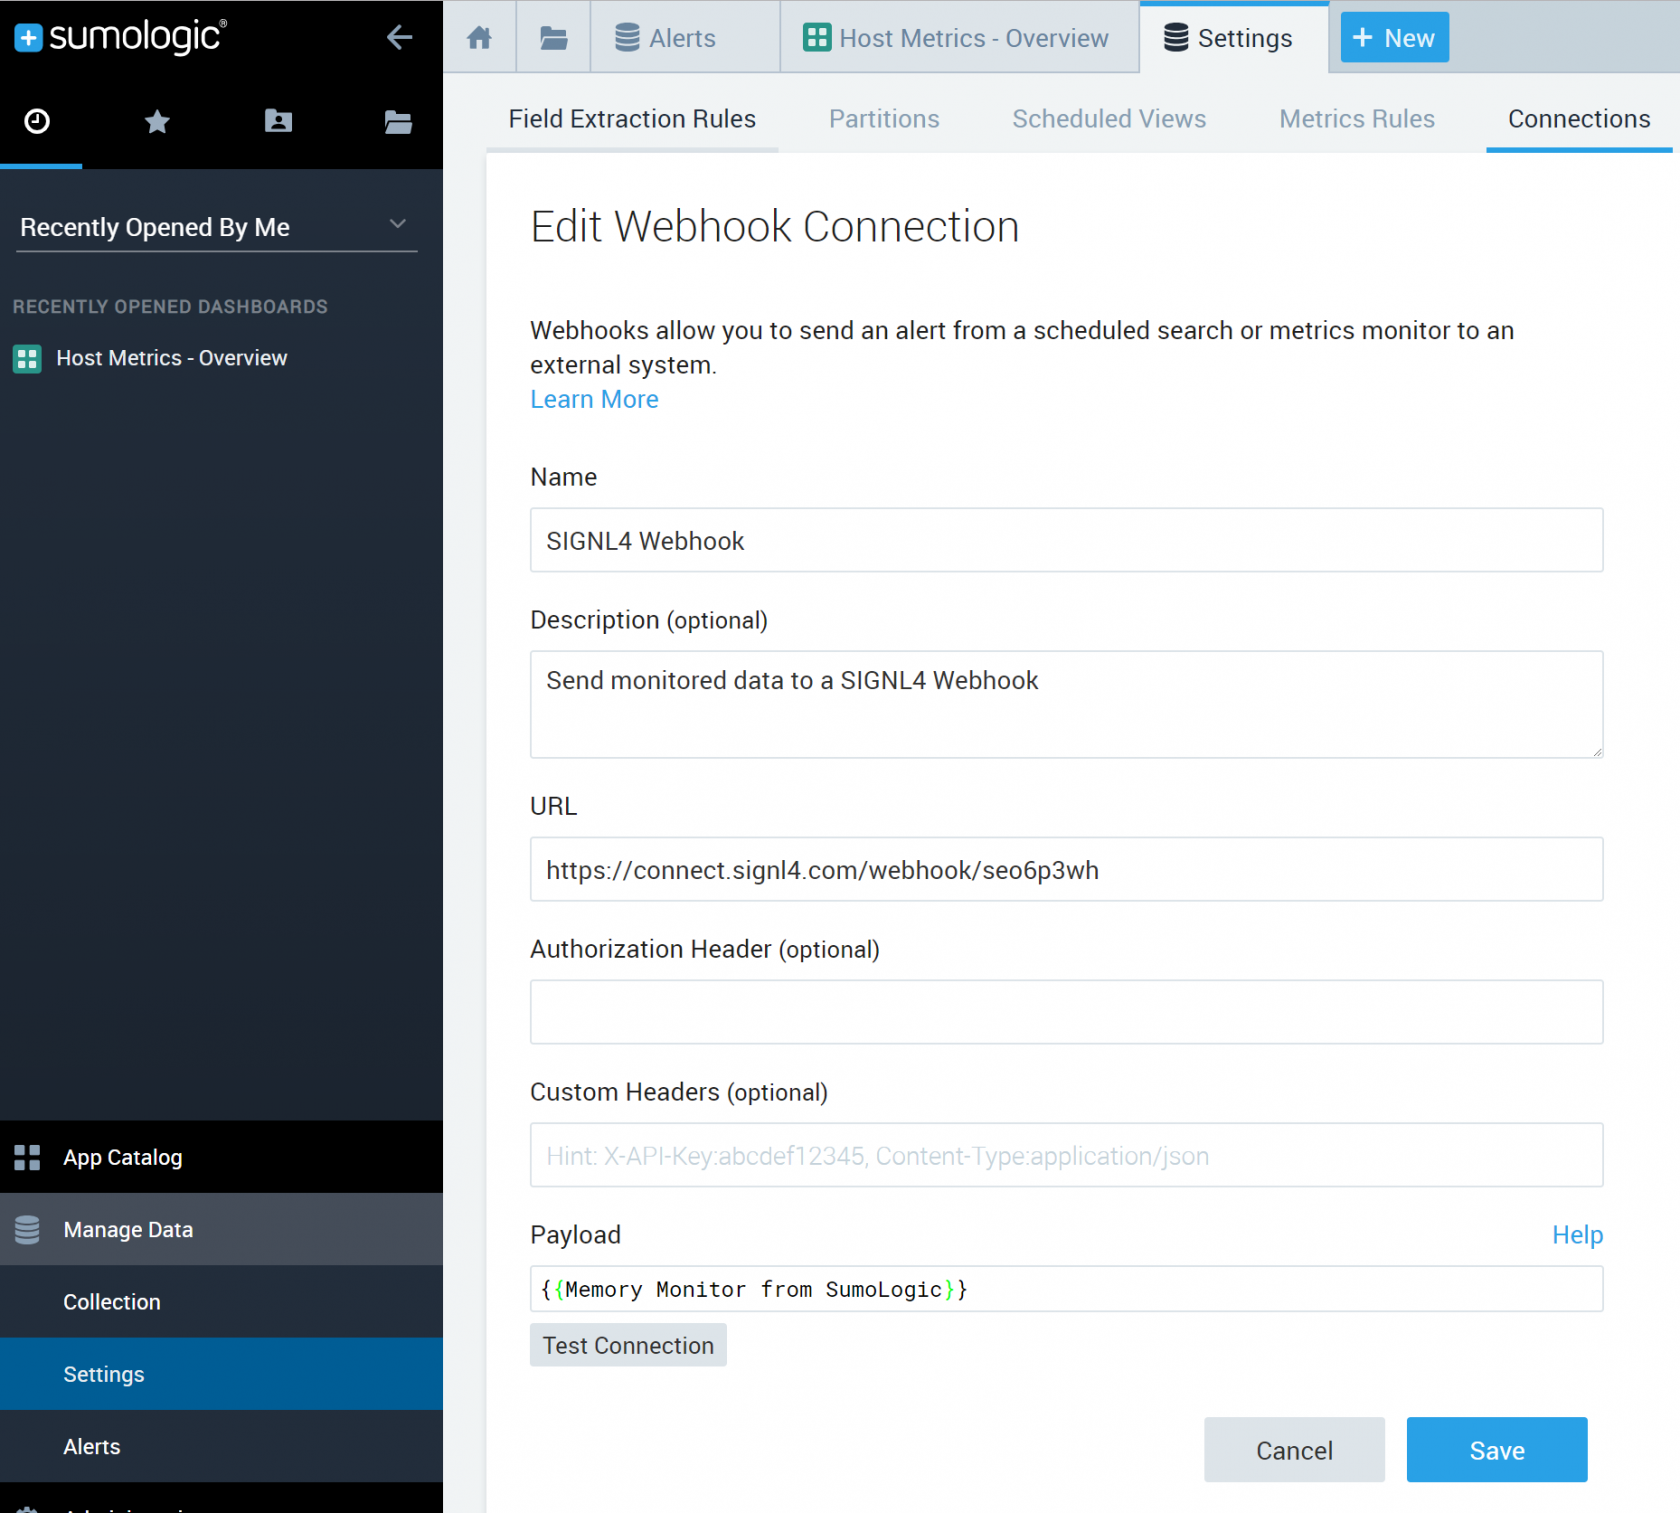 sumologic®
Alerts
Host Metrics - Overview
Settings
+ New
Field Extraction Rules
Partitions
Scheduled Views
Metrics Rules
Connections
Recently Opened By Me
RECENTLY OPENED DASHBOARDS
Host Metrics - Overview
Edit Webhook Connection
Webhooks allow you to send an alert from a scheduled search or metrics monitor to an
external system.
Learn More
Name
SIGNL4 Webhook
Description (optional)
Send monitored data to a SIGNL4 Webhook
URL
https://connect.signl4.com/webhook/seo6p3wh
Authorization Header (optional)
Custom Headers (optional)
Hint: X-API-Key:abcdef12345, Content-Type:application/json
Payload
Help
{{Memory Monitor from SumoLogic}}
Test Connection
Cancel
Save
App Catalog
Manage Data
Collection
Settings
Alerts